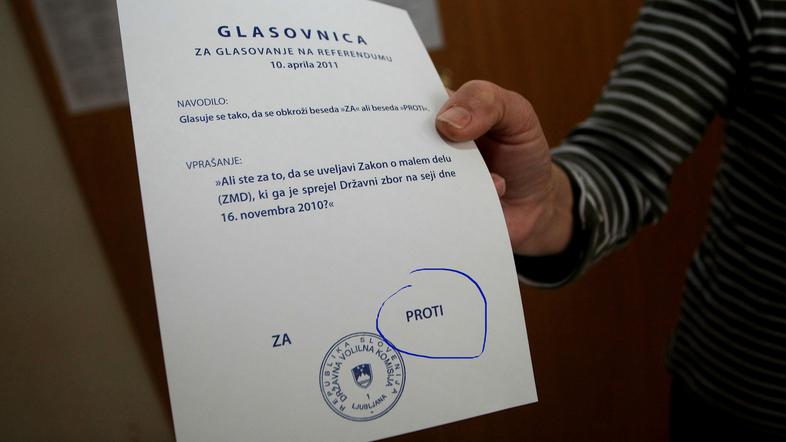 GLASOVNICA
ZA GLASOVANJE NA REFERENDUMU
10. aprila 2011
NAVODILO:
Glasuje se tako, da se obkroži beseda »ZA« ali beseda »PROTI«.
VPRAŠANJE:
»Ali ste za to, da se uveljavi Zakon o malem delu
(ZMD), ki ga je sprejel Državni zbor na seji dne
16. novembra 2010?«
ZA
PROTI
REPUBLIKA SLOVENIJA
DRŽAVNA VOLILNA KOMISIJA
1
LJUBLJANA